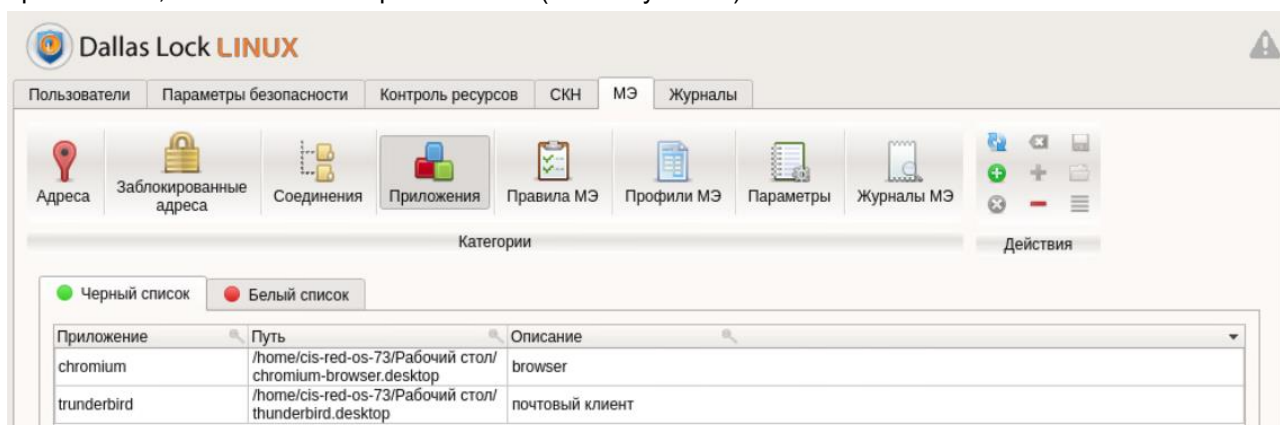 Dallas Lock LINUX
Пользователи Параметры безопасности Контроль ресурсов СКН МЭ Журналы
Адреса Заблокированные адреса Соединения Приложения Правила МЭ Профили МЭ Параметры Журналы МЭ
Категории Действия
Черный список Белый список
Приложение Путь Описание
chromium /home/cis-red-os-73/Рабочий стол/chromium-browser.desktop browser
trunderbird /home/cis-red-os-73/Рабочий стол/thunderbird.desktop почтовый клиент